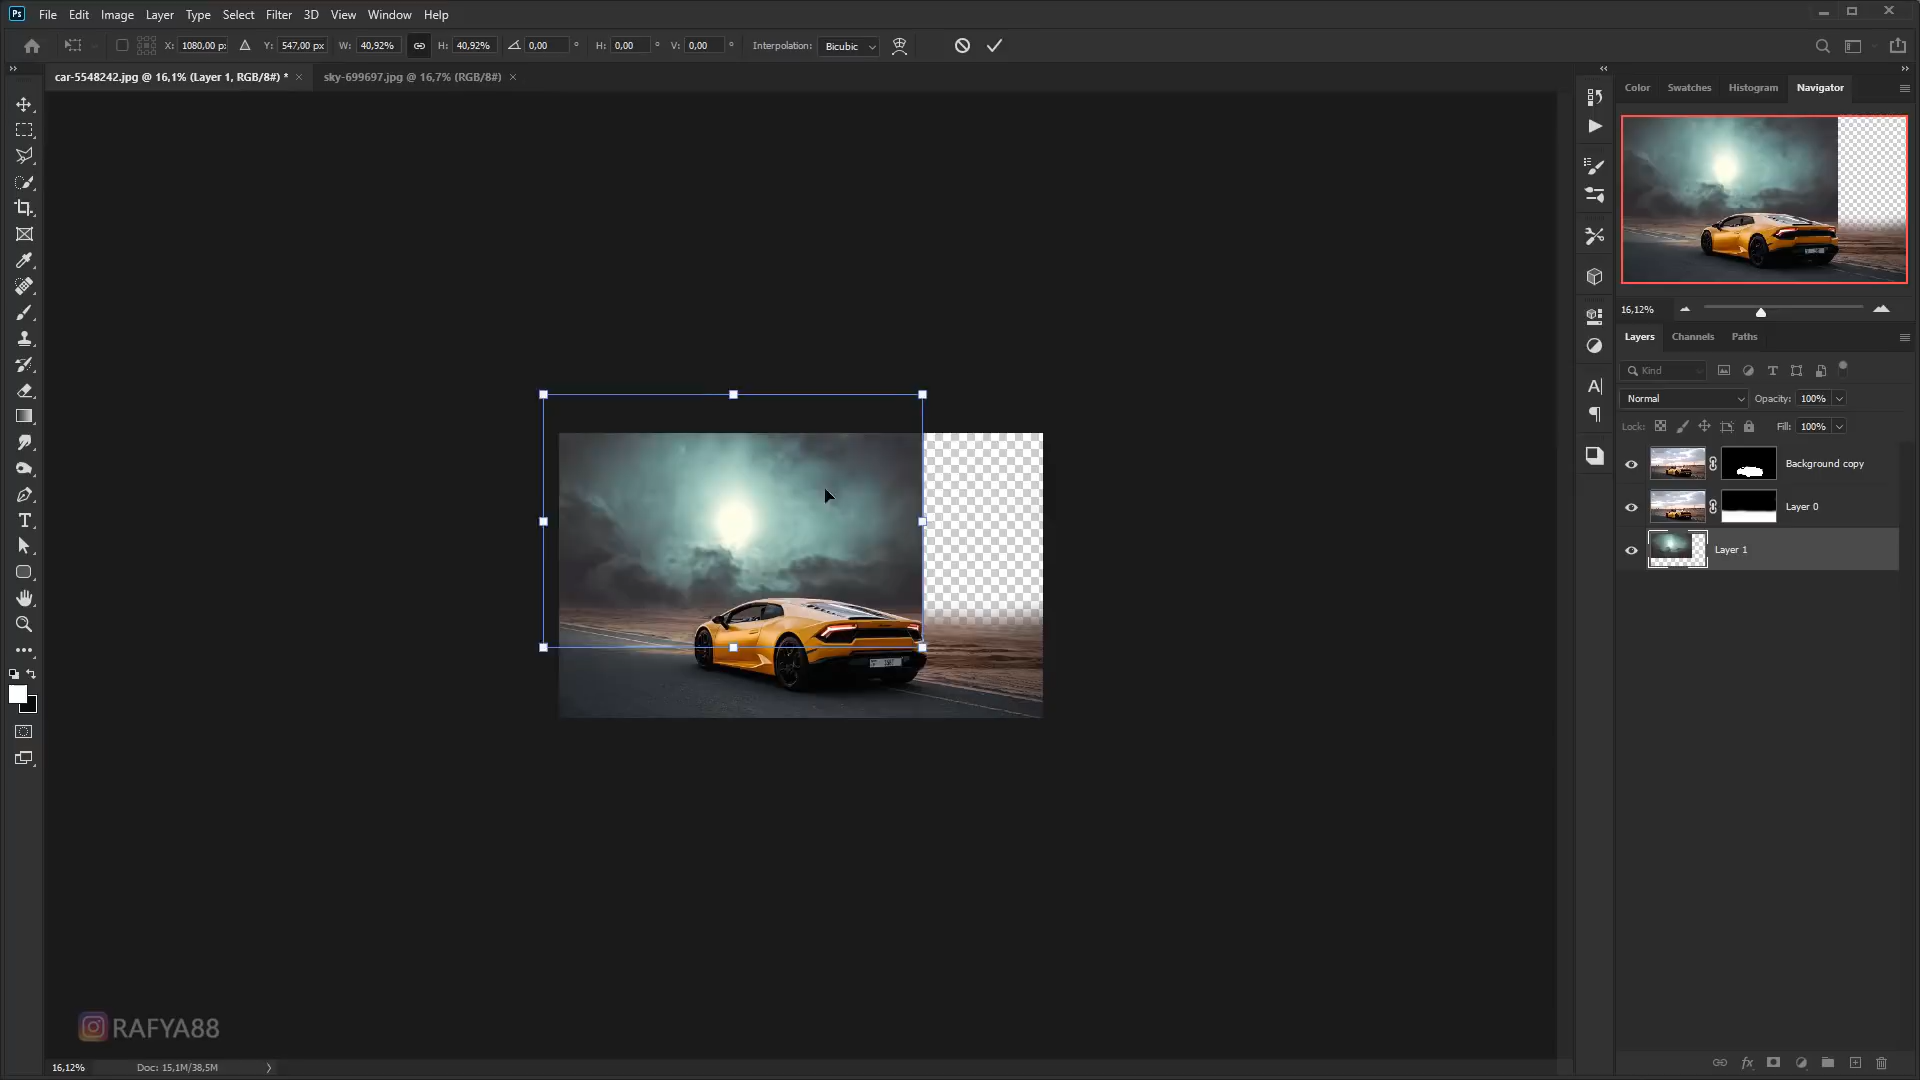 Ps File Edit Image Layer Type Select Filter 3D View Window Help
X: 1080,00 px Y: 547,00 px W: 40,92% H: 40,92% 0,00 ° H: 0,00 ° V: 0,00 ° Interpolation: Bicubic
car-5548242.jpg @ 16,1% (Layer 1, RGB/8#) * × sky-699697.jpg @ 16,7% (RGB/8#) ×
Color Swatches Histogram Navigator
16,12%
Layers Channels Paths
Kind
Normal Opacity: 100%
Lock: Fill: 100%
Background copy
Layer 0
Layer 1
RAFYA88
16,12% Doc: 15,1M/38,5M